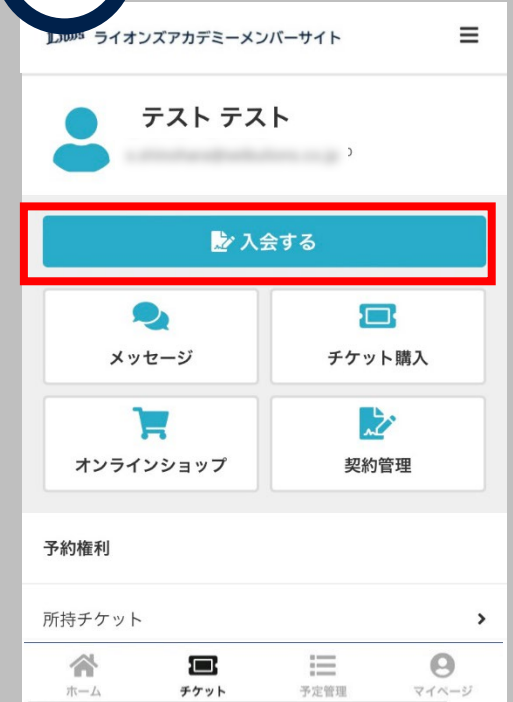 Lions ライオンズアカデミーメンバーサイト
テスト テスト
入会する
メッセージ
チケット購入
オンラインショップ
契約管理
予約権利
所持チケット
ホーム
チケット
予定管理
マイページ